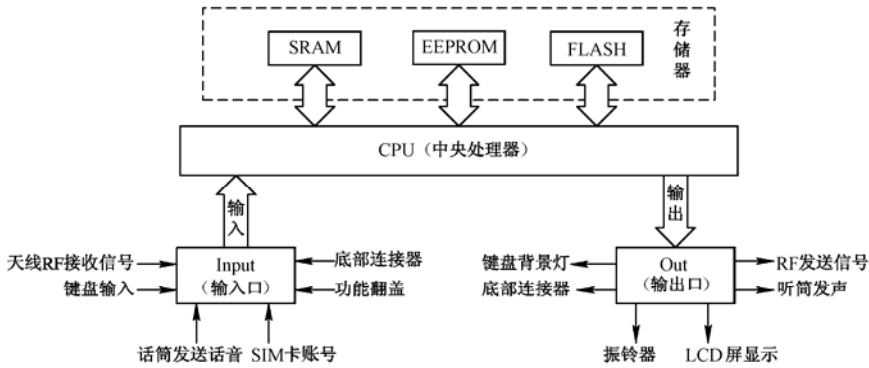 存储器
SRAM
EEPROM
FLASH
CPU（中央处理器）
输入
输出
天线RF接收信号
键盘输入
Input
（输入口）
底部连接器
功能翻盖
话筒发送话音
SIM卡账号
键盘背景灯
底部连接器
Out
（输出口）
RF发送信号
听筒发声
振铃器
LCD屏显示